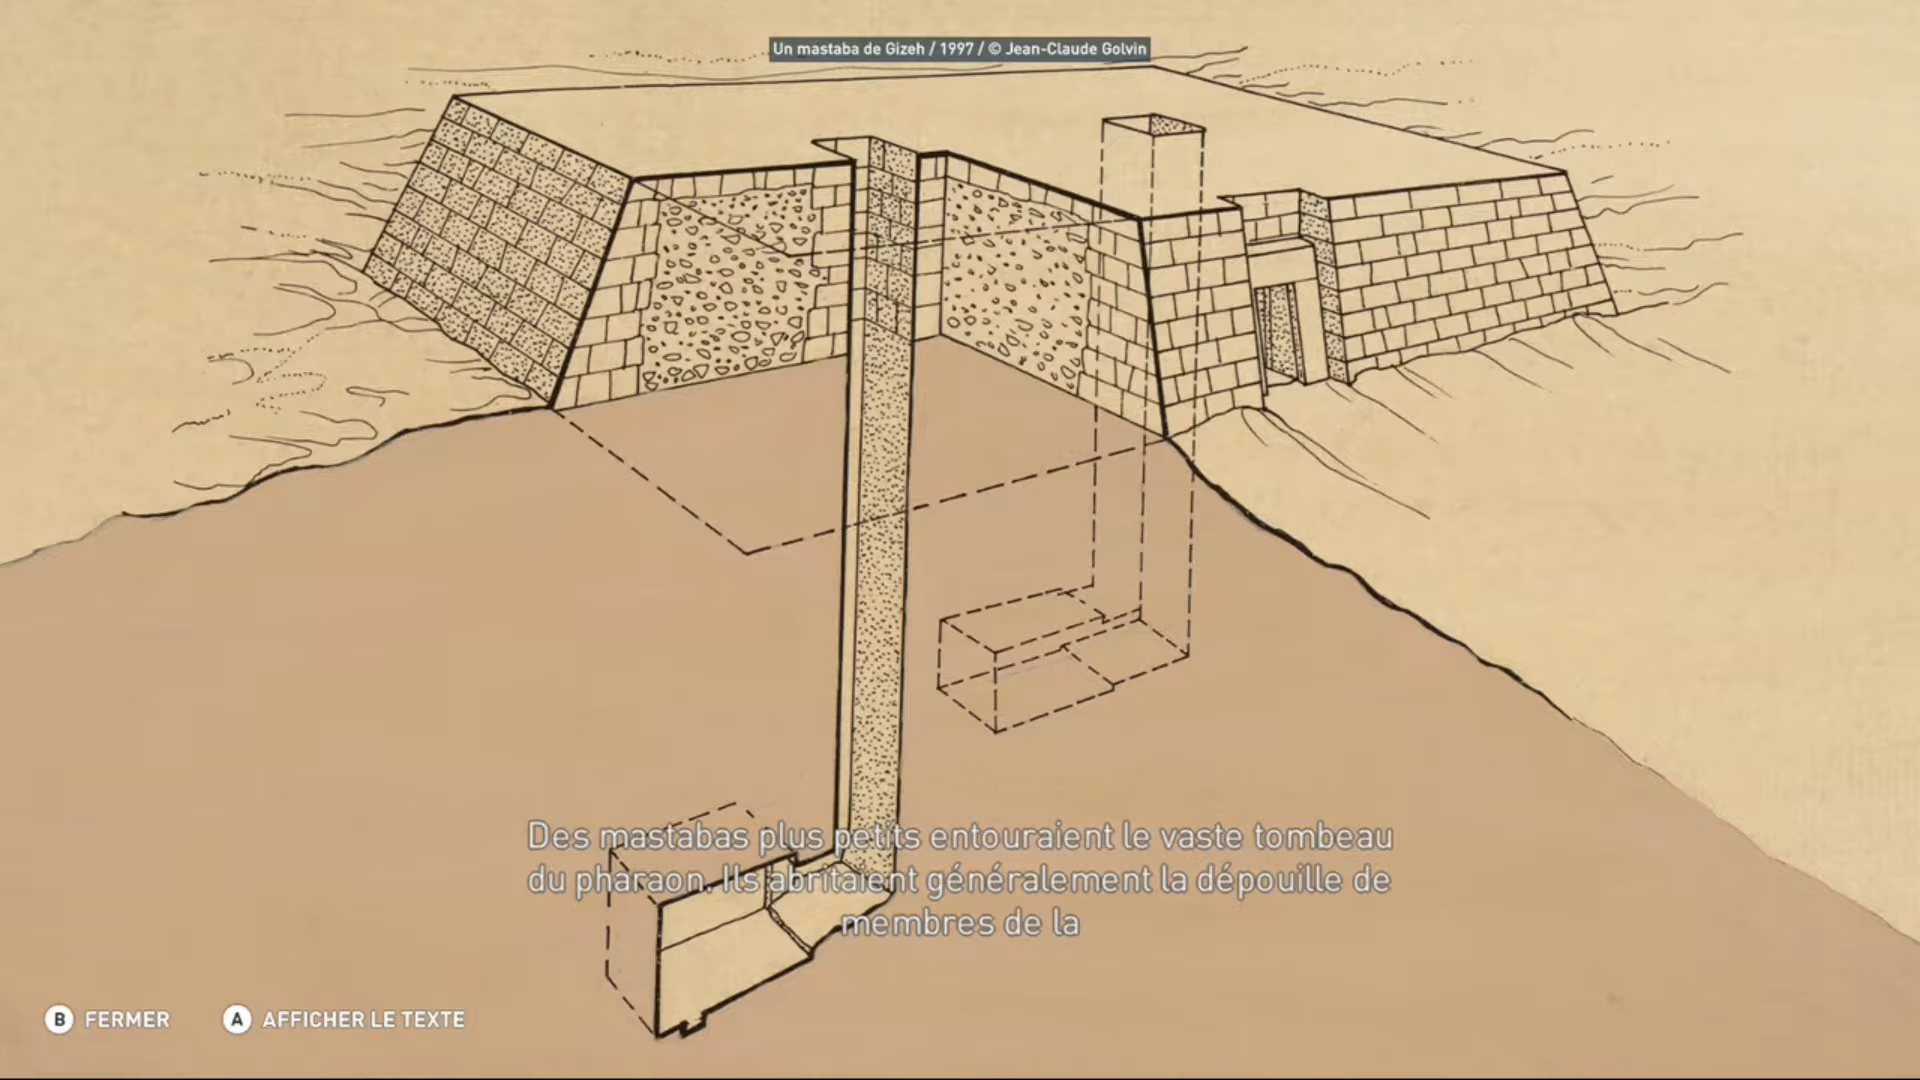 Un mastaba de Gizeh / 1997 / © Jean-Claude Golvin
Des mastabas plus petits entouraient le vaste tombeau
du pharaon. Ils abritaient généralement la dépouille de
membres de la
B FERMER
A AFFICHER LE TEXTE